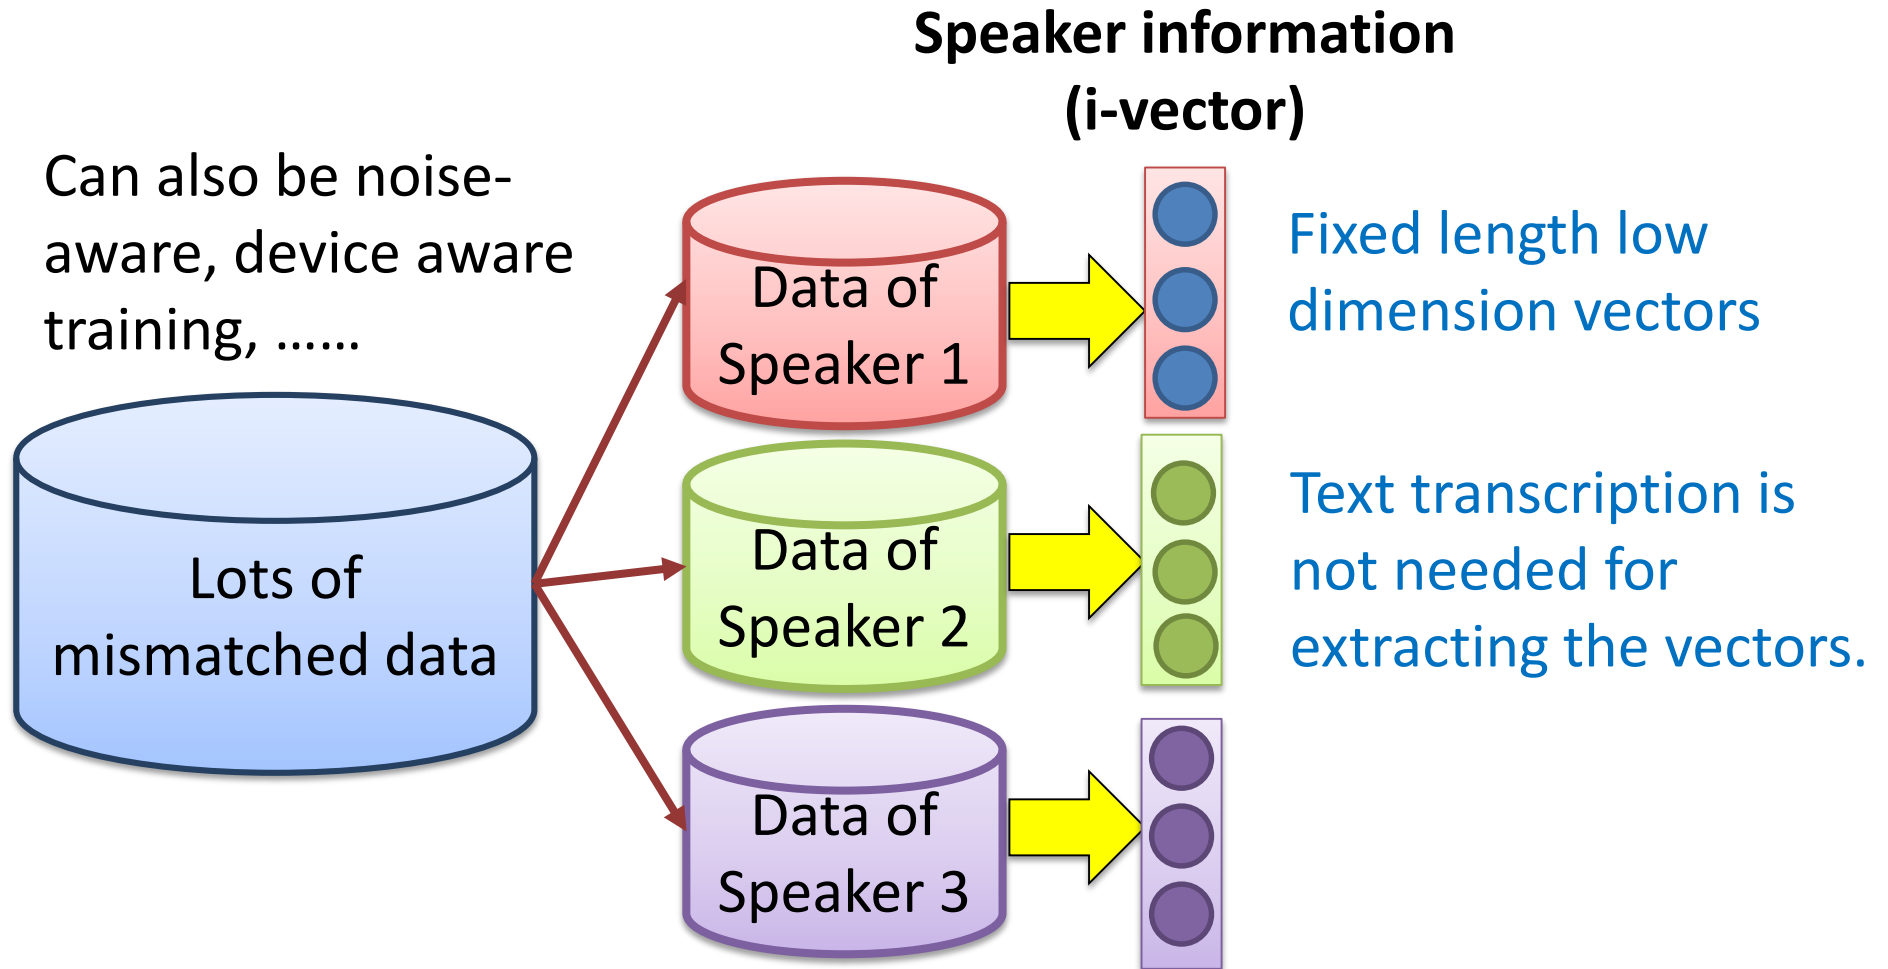 Speaker information
(i-vector)
Can also be noise-
aware, device aware
training, ……
Lots of
mismatched data
Data of
Speaker 1
Data of
Speaker 2
Data of
Speaker 3
Fixed length low
dimension vectors
Text transcription is
not needed for
extracting the vectors.